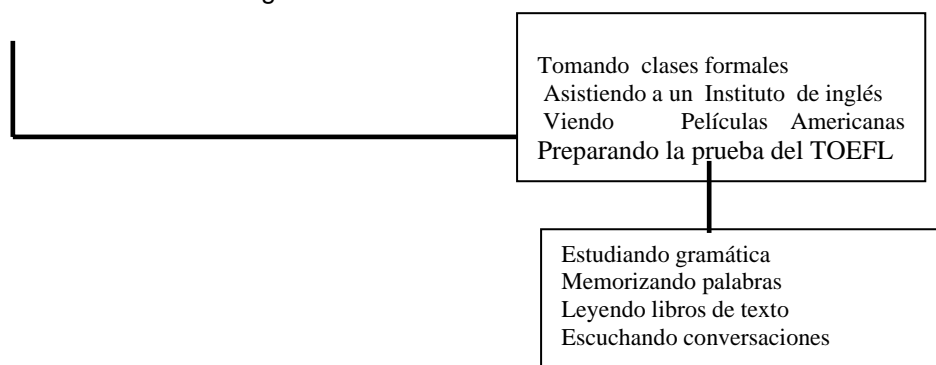 Tomando clases formales
Asistiendo a un Instituto de inglés
Viendo Películas Americanas
Preparando la prueba del TOEFL
Estudiando gramática
Memorizando palabras
Leyendo libros de texto
Escuchando conversaciones